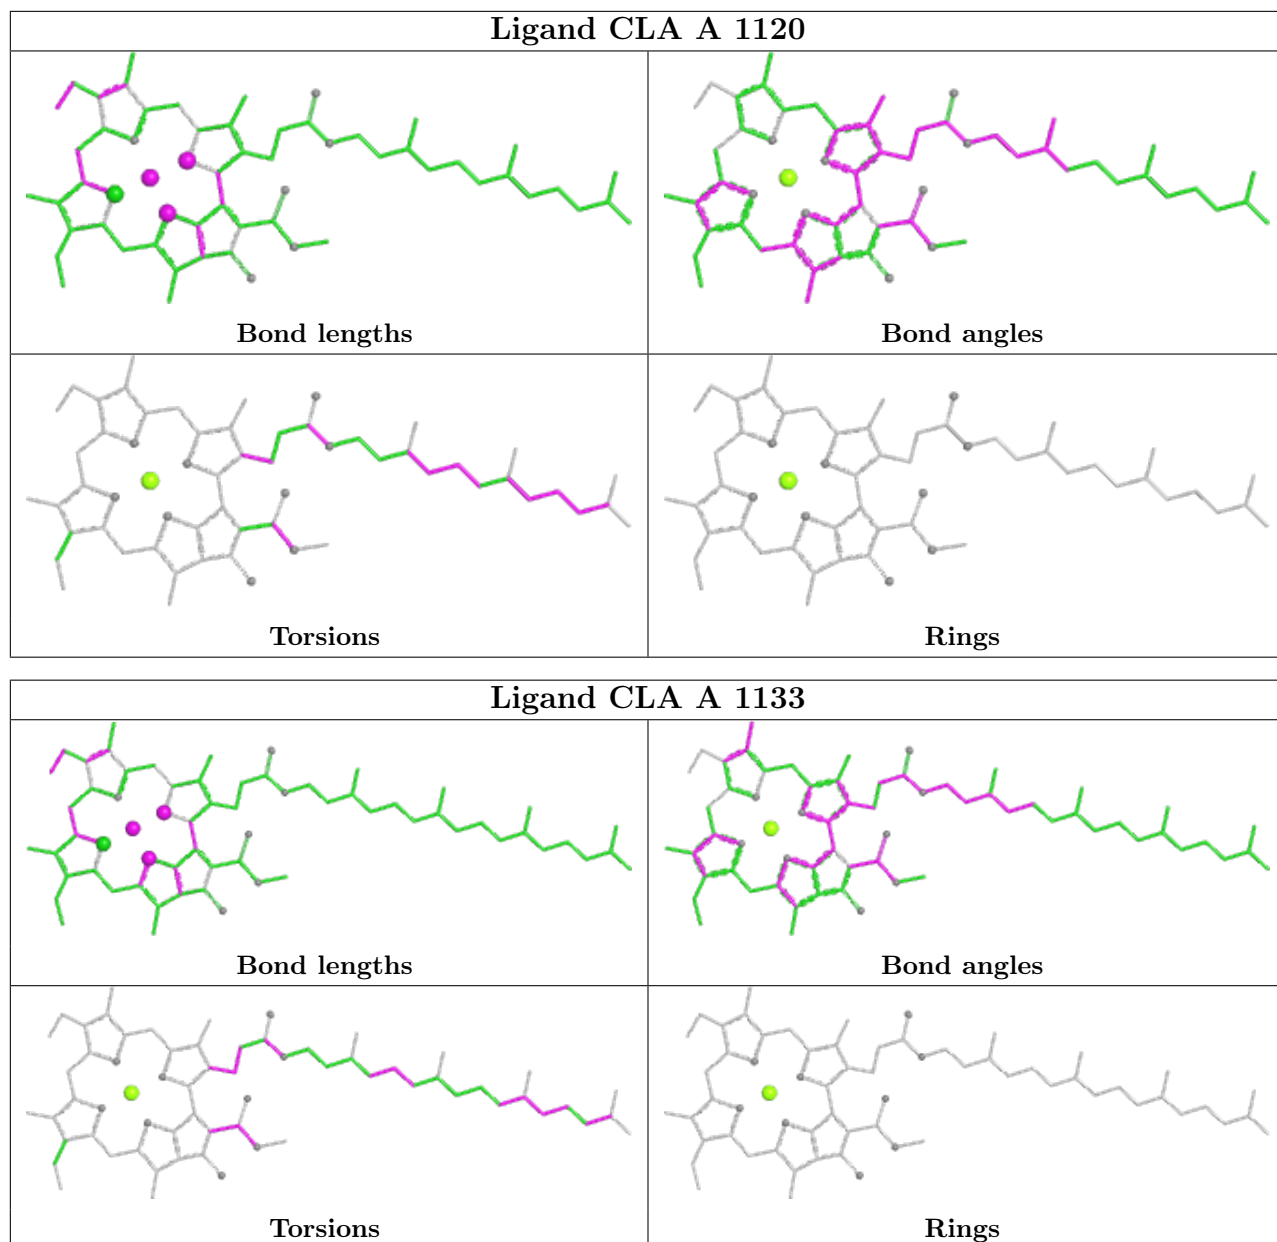 Ligand CLA A 1120
Bond lengths
Bond angles
Torsions
Rings
Ligand CLA A 1133
Bond lengths
Bond angles
Torsions
Rings